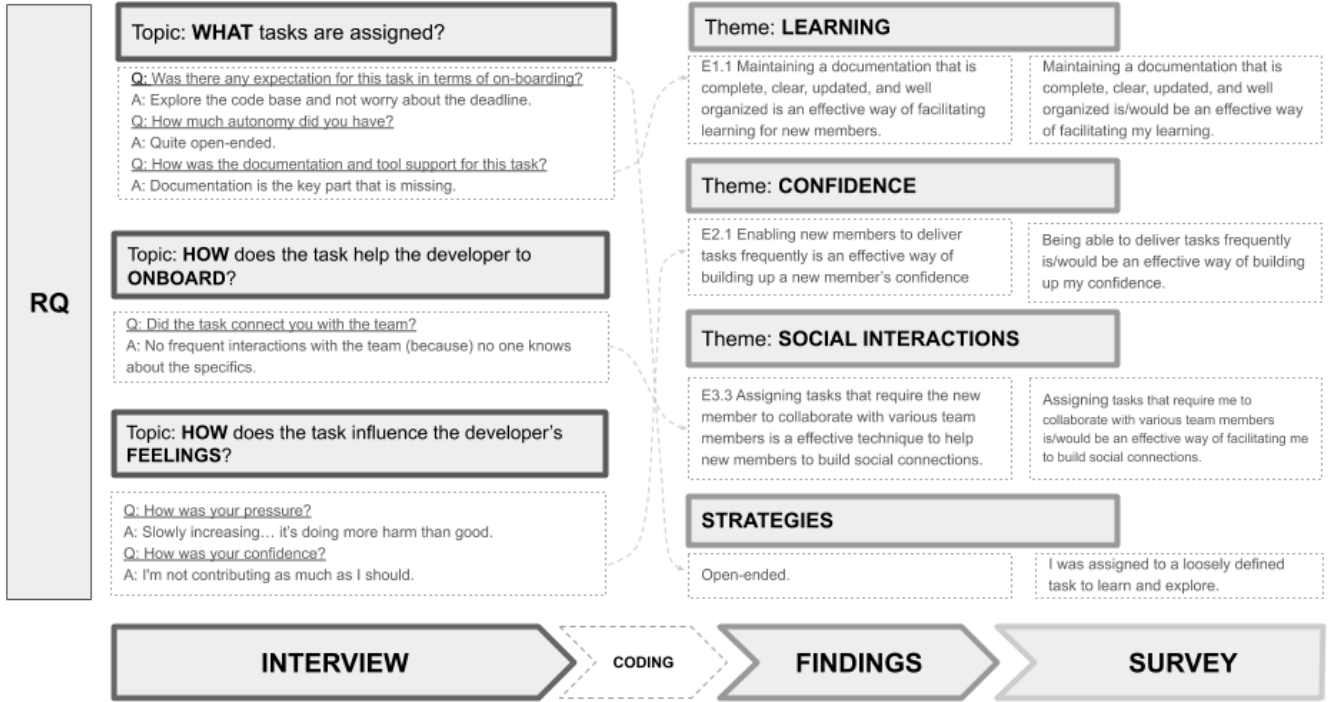 RQ
Topic: WHAT tasks are assigned?
Q: Was there any expectation for this task in terms of on-boarding?
A: Explore the code base and not worry about the deadline.
Q: How much autonomy did you have?
A: Quite open-ended.
Q: How was the documentation and tool support for this task?
A: Documentation is the key part that is missing.
Topic: HOW does the task help the developer to
ONBOARD?
Q: Did the task connect you with the team?
A: No frequent interactions with the team (because) no one knows
about the specifics.
Topic: HOW does the task influence the developer's
FEELINGS?
Q: How was your pressure?
A: Slowly increasing… it's doing more harm than good.
Q: How was your confidence?
A: I'm not contributing as much as I should.
Theme: LEARNING
E1.1 Maintaining a documentation that is
complete, clear, updated, and well
organized is an effective way of facilitating
learning for new members.
Maintaining a documentation that is
complete, clear, updated, and well
organized is/would be an effective way
of facilitating my learning.
Theme: CONFIDENCE
E2.1 Enabling new members to deliver
tasks frequently is an effective way of
building up a new member's confidence
Being able to deliver tasks frequently
is/would be an effective way of building
up my confidence.
Theme: SOCIAL INTERACTIONS
E3.3 Assigning tasks that require the new
member to collaborate with various team
members is a effective technique to help
new members to build social connections.
Assigning tasks that require me to
collaborate with various team members
is/would be an effective way of facilitating me
to build social connections.
STRATEGIES
Open-ended.
I was assigned to a loosely defined
task to learn and explore.
INTERVIEW
CODING
FINDINGS
SURVEY